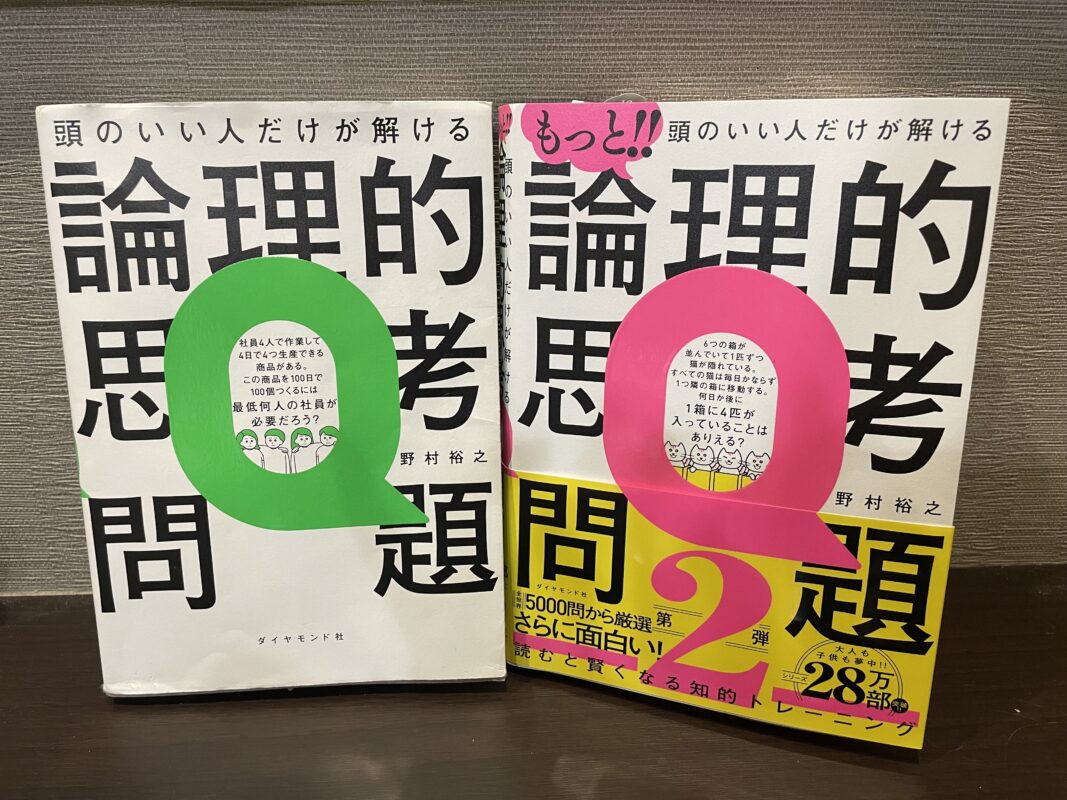 頭のいい人だけが解ける
論理的
思考
問題
社員4人で作業して
4日で4つ生産できる
商品がある。
この商品を100日で
100個つくるには
最低何人の社員が
必要だろう?
野村裕之
ダイヤモンド社
もっと!!
頭のいい人だけが解ける
論理的
思考
問題
6つの箱が
並んでいて1匹ずつ
猫が隠れている。
すべての猫は毎日かならず
1つ隣の箱に移動する。
何日か後に
1箱に4匹が
入っていることは
ありえる?
野村裕之
ダイヤモンド社
全世界
5000問から厳選
さらに面白い!
第2弾
大人も
子供も夢中!!
シリーズ
28万部
突破!!
読むと賢くなる知的トレーニング